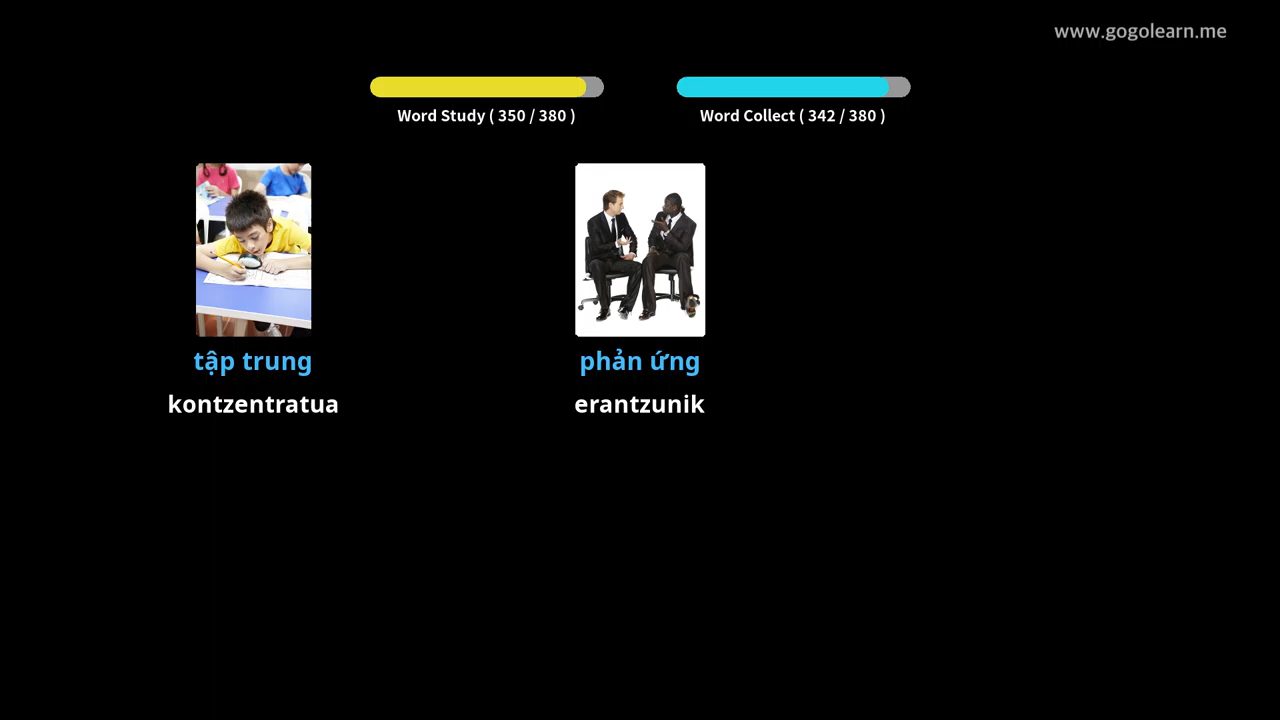 www.gogolearn.me
Word Study ( 350 / 380 )
Word Collect ( 342 / 380 )
tập trung
kontzentratua
phản ứng
erantzunik